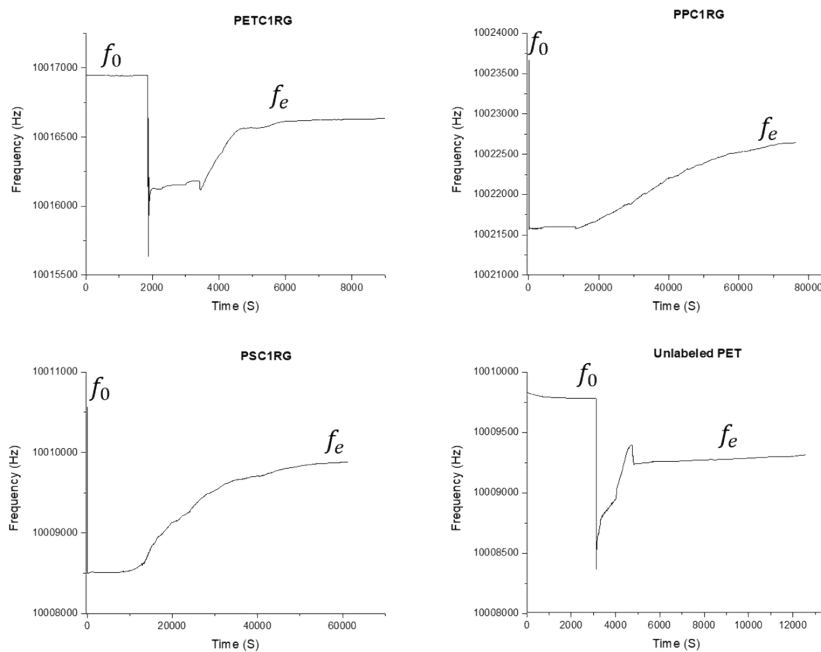 PETC1RG
f0
fe
10017000
10016500
10016000
10015500
Frequency (Hz)
0 2000 4000 6000 8000
Time (S)
PPC1RG
f0
fe
10024000
10023500
10023000
10022500
10022000
10021500
10021000
Frequency (Hz)
0 20000 40000 60000 80000
Time (S)
PSC1RG
f0
fe
10011000
10010000
10009000
10008000
Frequency (Hz)
0 20000 40000 60000
Time (S)
Unlabeled PET
f0
fe
10010000
10009500
10009000
10008500
10008000
Frequency (Hz)
0 2000 4000 6000 8000 10000 12000
Time (S)